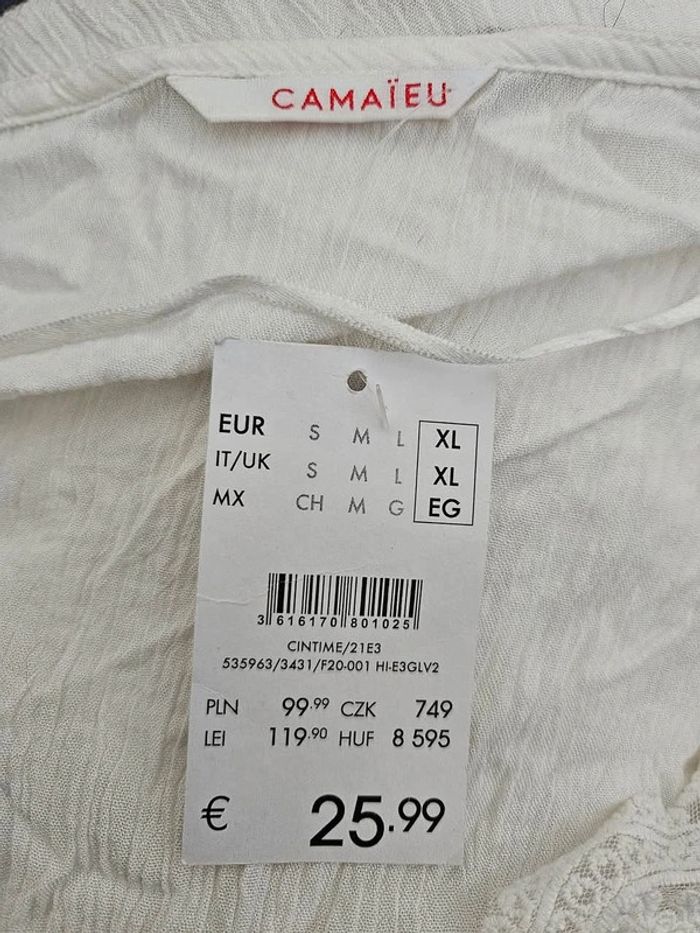 CAMAÏEU
EUR S M L XL
IT/UK S M L XL
MX CH M G EG
3 616170 801025
CINTIME/21E3
535963/3431/F20-001 HI-E3GLV2
PLN 99.99 CZK 749
LEI 119.90 HUF 8 595
€ 25.99